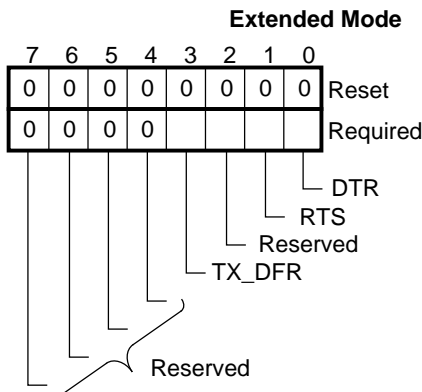 Extended Mode
7 6 5 4 3 2 1 0
0 0 0 0 0 0 0 0 Reset
0 0 0 0 Required
DTR
RTS
Reserved
TX_DFR
Reserved